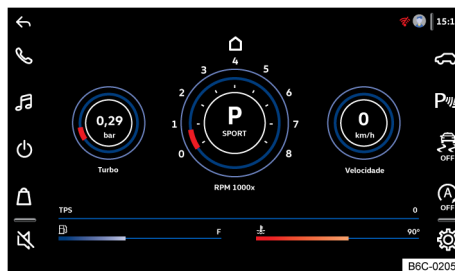 15:1
4
3
5
2
6
1
7
0
8
P
SPORT
RPM 1000x
0,29
bar
Turbo
0
km/h
Velocidade
P
OFF
A
OFF
TPS
0
F
90°
B6C-0205